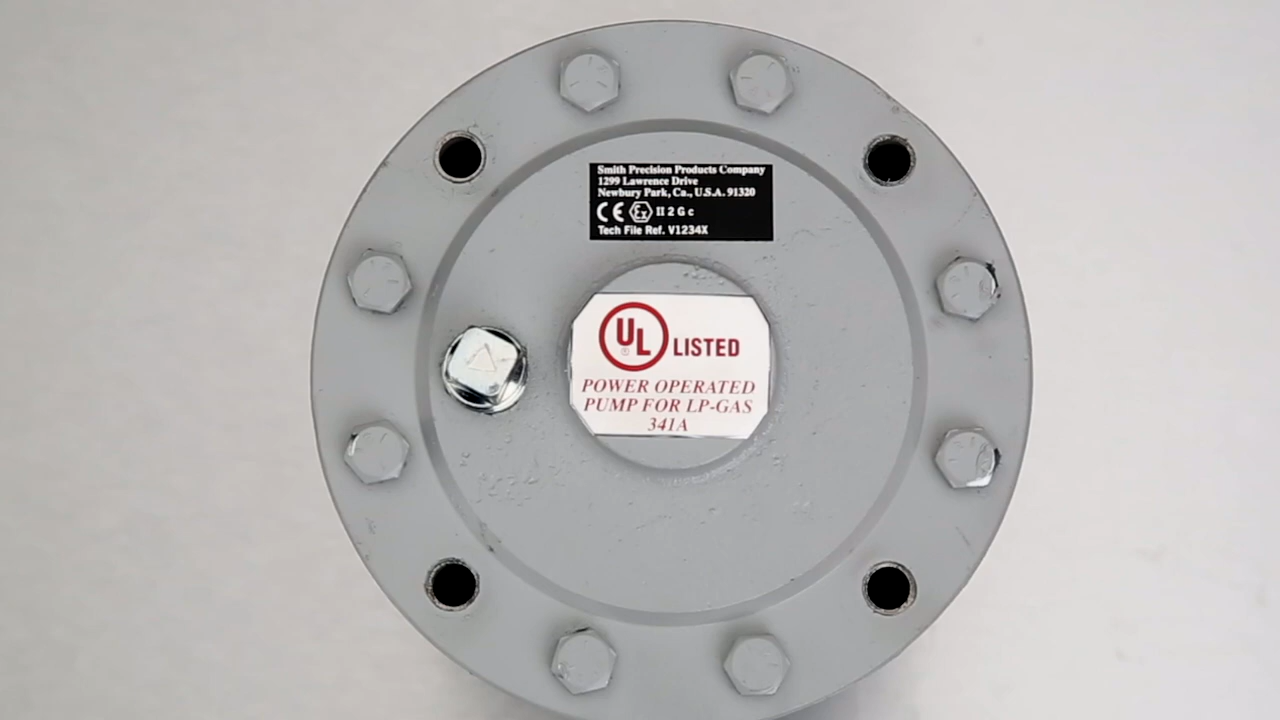 Smith Precision Products Company
1299 Lawrence Drive
Newbury Park, Ca., U.S.A. 91320
CE Ex II 2 G c
Tech File Ref. V1234X
UL ® LISTED
POWER OPERATED
PUMP FOR LP-GAS
341A